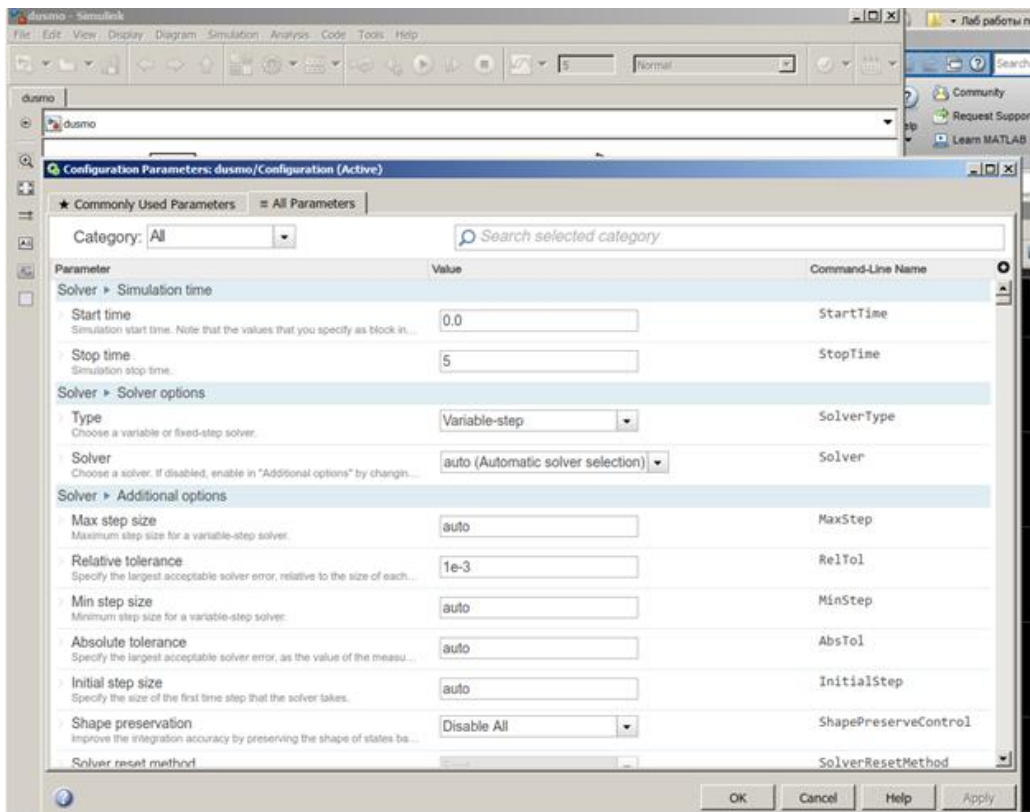 dusmo - Simulink
File Edit View Display Diagram Simulation Analysis Code Tools Help
5 Normal
Лаб работы
Search
dusmo
dusmo
Community
Request Suppor
Learn MATLAB
Configuration Parameters: dusmo/Configuration (Active)
★ Commonly Used Parameters ≡ All Parameters
Category: All Search selected category
Parameter Value Command-Line Name
Solver ▸ Simulation time
Start time 0.0 StartTime
Simulation start time. Note that the values that you specify as block in...
Stop time 5 StopTime
Simulation stop time.
Solver ▸ Solver options
Type Variable-step SolverType
Choose a variable or fixed-step solver.
Solver auto (Automatic solver selection) Solver
Choose a solver. If disabled, enable in "Additional options" by changin...
Solver ▸ Additional options
Max step size auto MaxStep
Maximum step size for a variable-step solver.
Relative tolerance 1e-3 RelTol
Specify the largest acceptable solver error, relative to the size of each...
Min step size auto MinStep
Minimum step size for a variable-step solver.
Absolute tolerance auto AbsTol
Specify the largest acceptable solver error, as the value of the measu...
Initial step size auto InitialStep
Specify the size of the first time step that the solver takes.
Shape preservation Disable All ShapePreserveControl
Improve the integration accuracy by preserving the shape of states ba...
Solver reset method SolverResetMethod
OK Cancel Help Apply